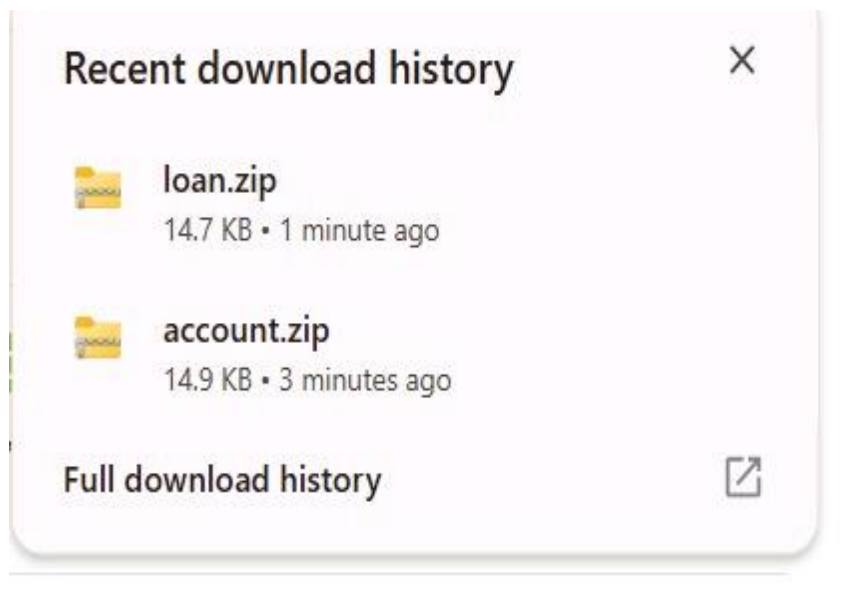 Recent download history
loan.zip
14.7 KB • 1 minute ago
account.zip
14.9 KB • 3 minutes ago
Full download history